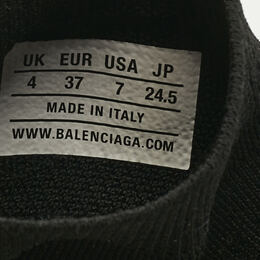 UK EUR USA JP
4 37 7 24.5
MADE IN ITALY
WWW.BALENCIAGA.COM